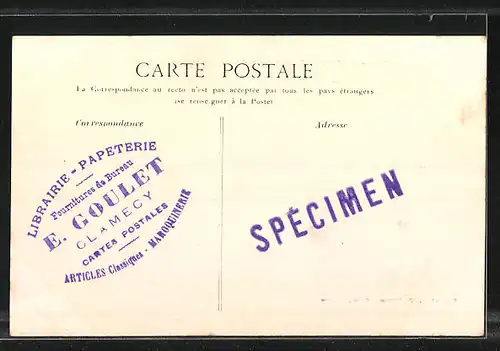 CARTE POSTALE
La Correspondance au recto n'est pas acceptée par tous les pays étrangers
(se renseigner à la Poste)
Correspondance
Adresse
LIBRAIRIE - PAPETERIE
Fournitures de Bureau
E. GOULET
CLAMECY
CARTES POSTALES
ARTICLES Classiques - MAROQUINERIE
SPÉCIMEN